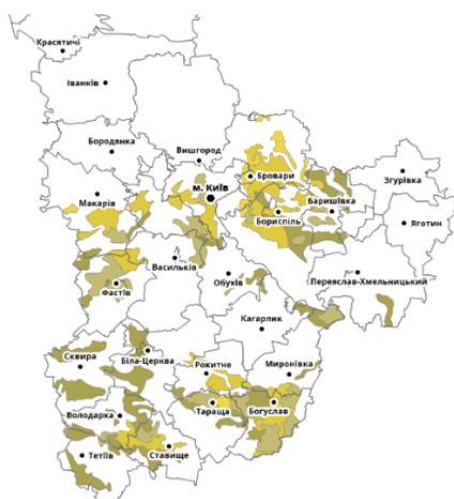 Красятичі
Іванків
Бородянка
Вишгород
м. Київ
Бровари
Згурівка
Макарів
Баришівка
Бориспіль
Яготин
Васильків
Обухів
Переяслав-Хмельницький
Фастів
Кагарлик
Сквира
Біла-Церква
Рокитне
Миронівка
Володарка
Тараща
Богуслав
Тетіїв
Ставище